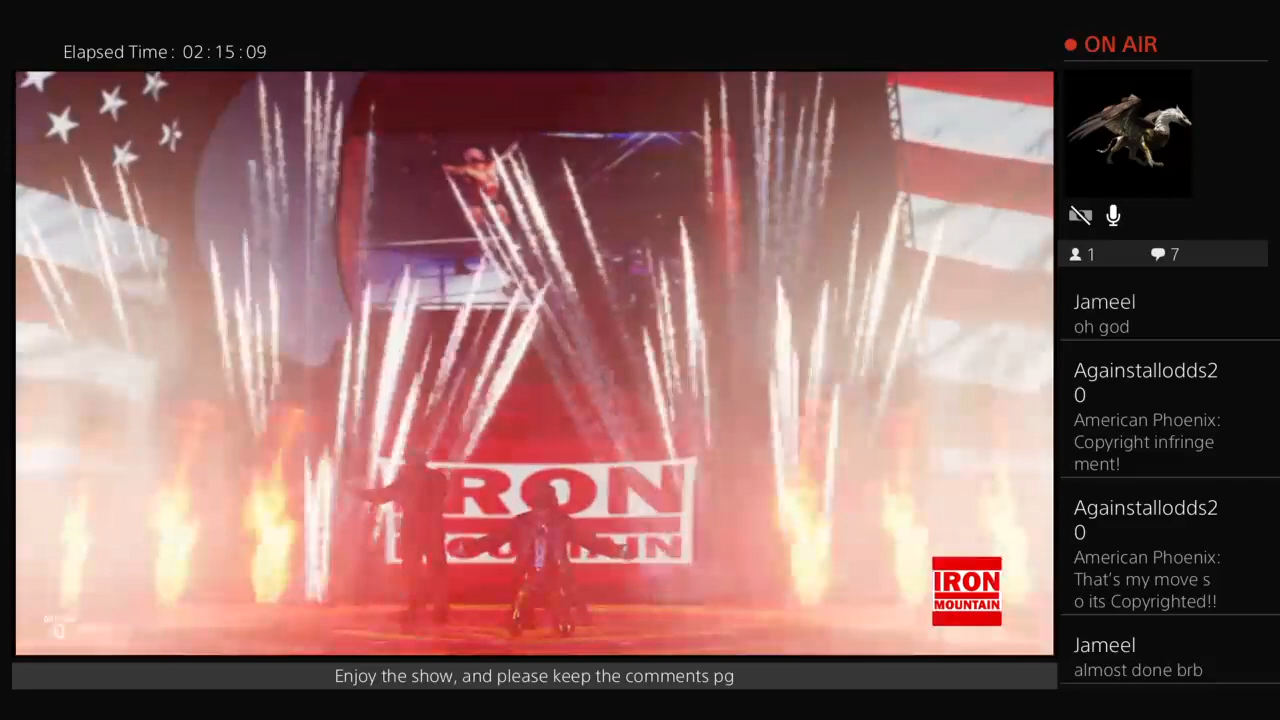 Elapsed Time: 02:15:09
ON AIR
1
7
Jameel
oh god
Againstallodds2
0
American Phoenix:
Copyright infringe
ment!
Againstallodds2
0
American Phoenix:
That's my move s
o its Copyrighted!!
Jameel
almost done brb
IRON
IRON
MOUNTAIN
0
Enjoy the show, and please keep the comments pg